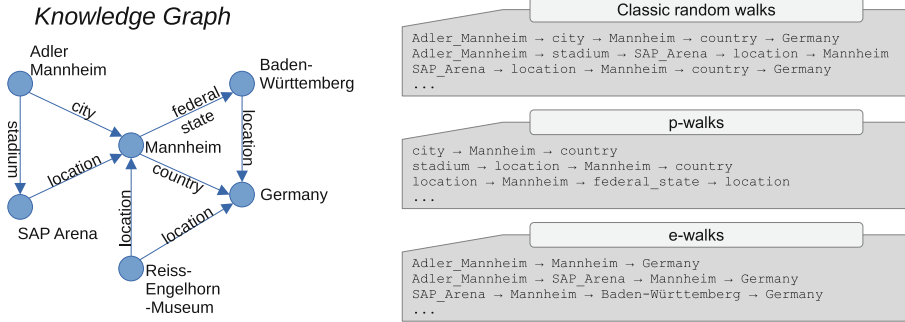 Knowledge Graph
Adler
Mannheim
Baden-
Württemberg
city
federal
state
stadium
location
Mannheim
location
country
Germany
SAP Arena
location
location
Reiss-
Engelhorn
-Museum
Classic random walks
Adler_Mannheim → city → Mannheim → country → Germany
Adler_Mannheim → stadium → SAP_Arena → location → Mannheim
SAP_Arena → location → Mannheim → country → Germany
...
p-walks
city → Mannheim → country
stadium → location → Mannheim → country
location → Mannheim → federal_state → location
...
e-walks
Adler_Mannheim → Mannheim → Germany
Adler_Mannheim → SAP_Arena → Mannheim → Germany
SAP_Arena → Mannheim → Baden-Württemberg → Germany
...